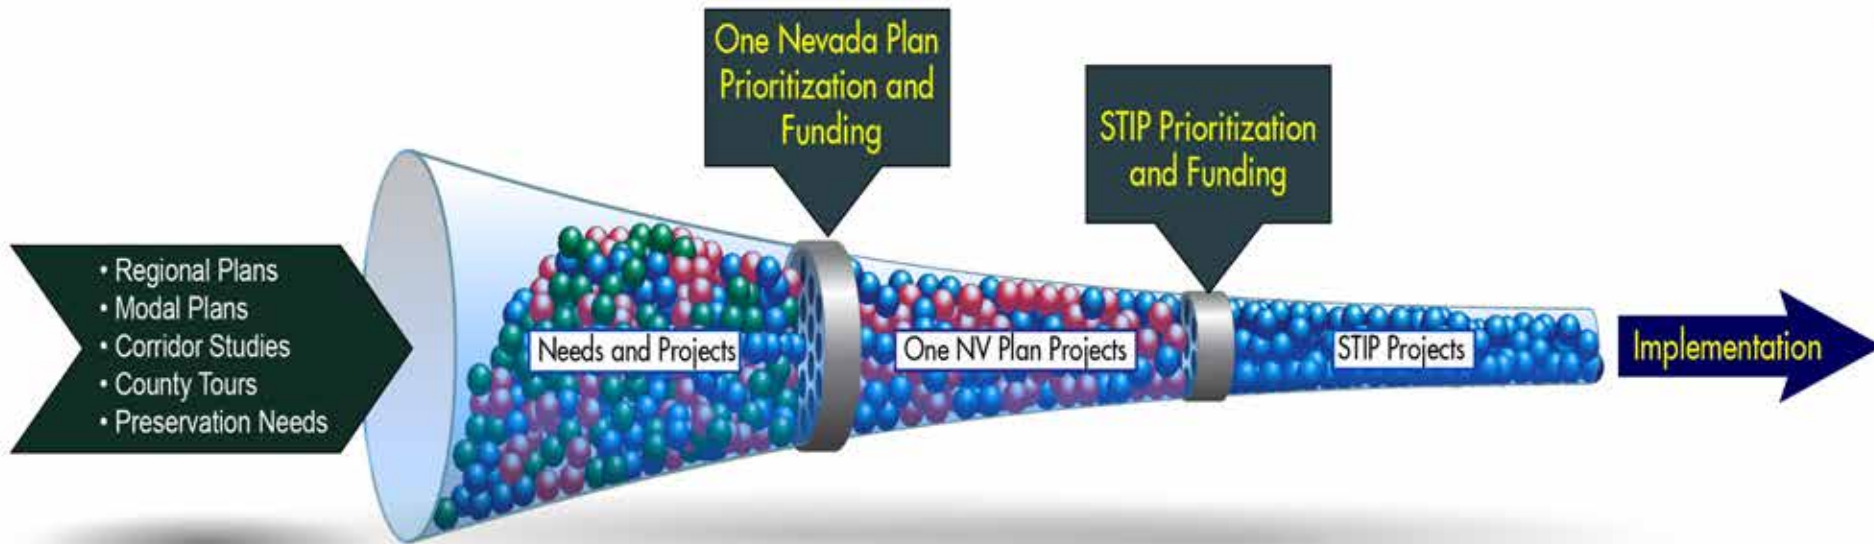 • Regional Plans
• Modal Plans
• Corridor Studies
• County Tours
• Preservation Needs
Needs and Projects
One Nevada Plan
Prioritization and
Funding
One NV Plan Projects
STIP Prioritization
and Funding
STIP Projects
Implementation